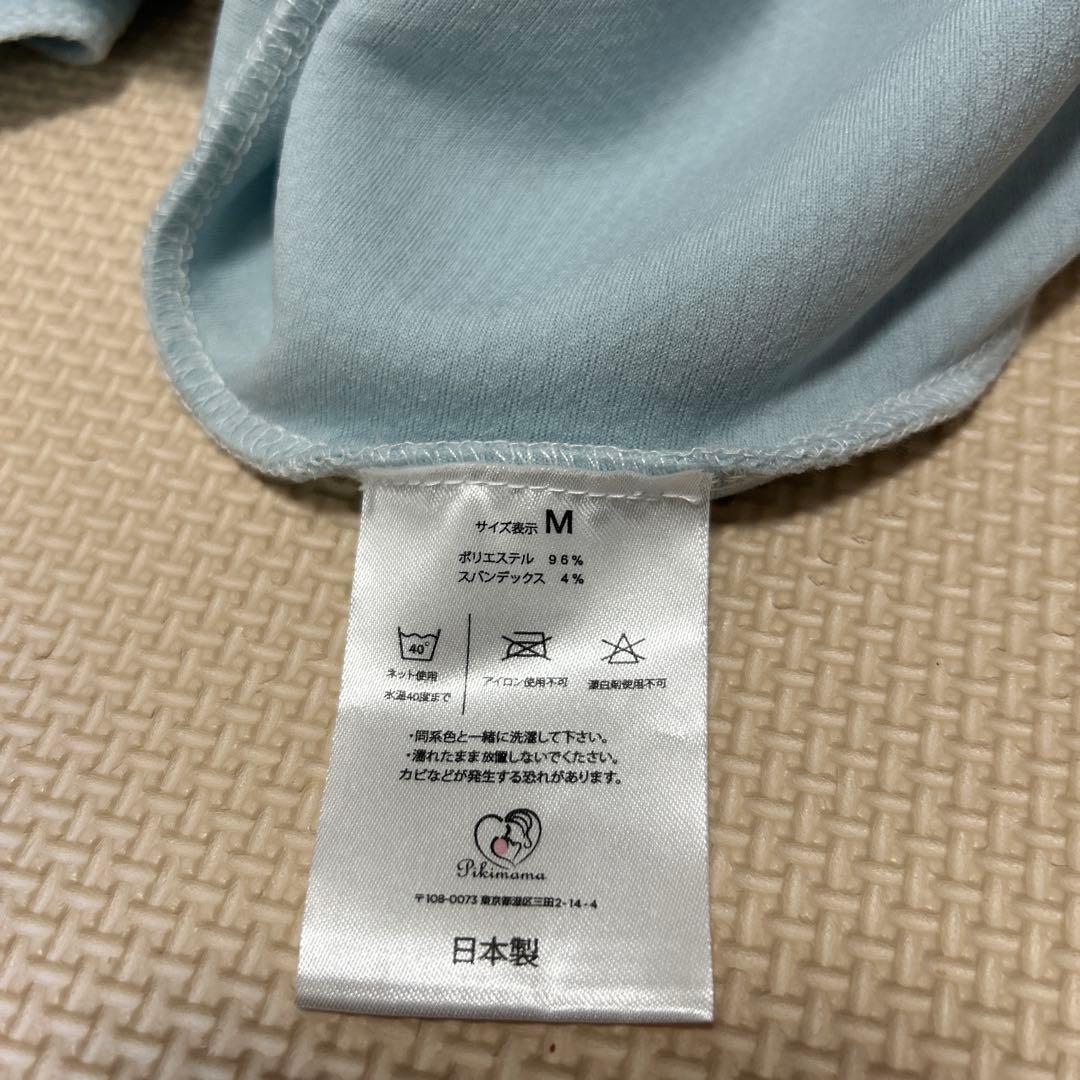 サイズ表示 M
ポリエステル 96%
スパンデックス 4%
40°
ネット使用
水温40度まで
アイロン使用不可
漂白剤使用不可
・同系色と一緒に洗濯して下さい。
・濡れたまま放置しないでください。
カビなどが発生する恐れがあります。
Pikimama
〒108-0073 東京都港区三田2-14-4
日本製